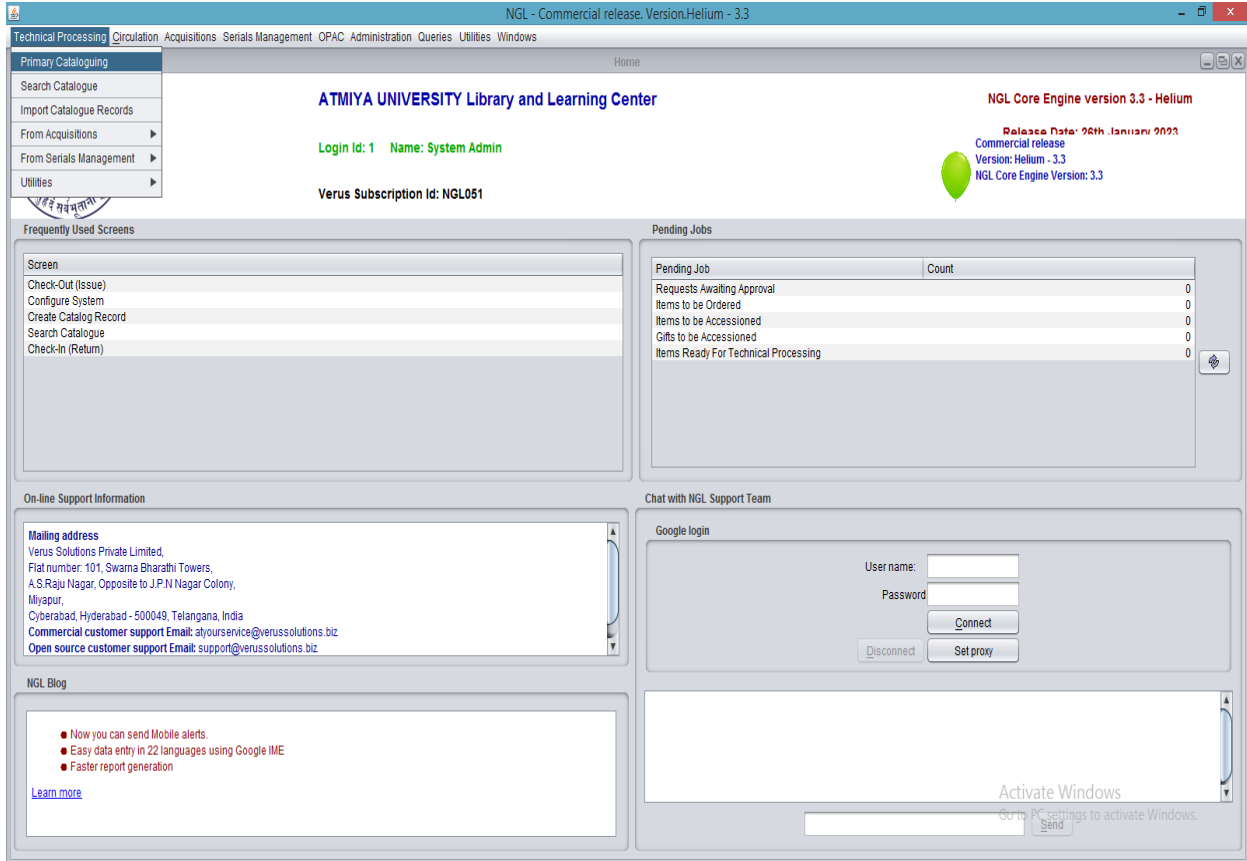 NGL - Commercial release. Version.Helium - 3.3
Technical Processing Circulation Acquisitions Serials Management OPAC Administration Queries Utilities Windows
Primary Cataloguing
Home
Search Catalogue
Import Catalogue Records
From Acquisitions
From Serials Management
Utilities
ATMIYA UNIVERSITY Library and Learning Center
NGL Core Engine version 3.3 - Helium
Release Date: 26th January 2023
Login Id: 1 Name: System Admin
Commercial release
Version: Helium - 3.3
NGL Core Engine Version: 3.3
Verus Subscription Id: NGL051
सर्वभूताना
Frequently Used Screens
Screen
Check-Out (Issue)
Configure System
Create Catalog Record
Search Catalogue
Check-In (Return)
Pending Jobs
Pending Job Count
Requests Awaiting Approval 0
Items to be Ordered 0
Items to be Accessioned 0
Gifts to be Accessioned 0
Items Ready For Technical Processing 0
On-line Support Information
Mailing address
Verus Solutions Private Limited,
Flat number: 101, Swarna Bharathi Towers,
A.S.Raju Nagar, Opposite to J.P.N Nagar Colony,
Miyapur,
Cyberabad, Hyderabad - 500049, Telangana, India
Commercial customer support Email: atyourservice@verussolutions.biz
Open source customer support Email: support@verussolutions.biz
Chat with NGL Support Team
Google login
User name:
Password
Connect
Disconnect Set proxy
NGL Blog
Now you can send Mobile alerts.
Easy data entry in 22 languages using Google IME
Faster report generation
Learn more
Activate Windows
Go to PC settings to activate Windows.
Send